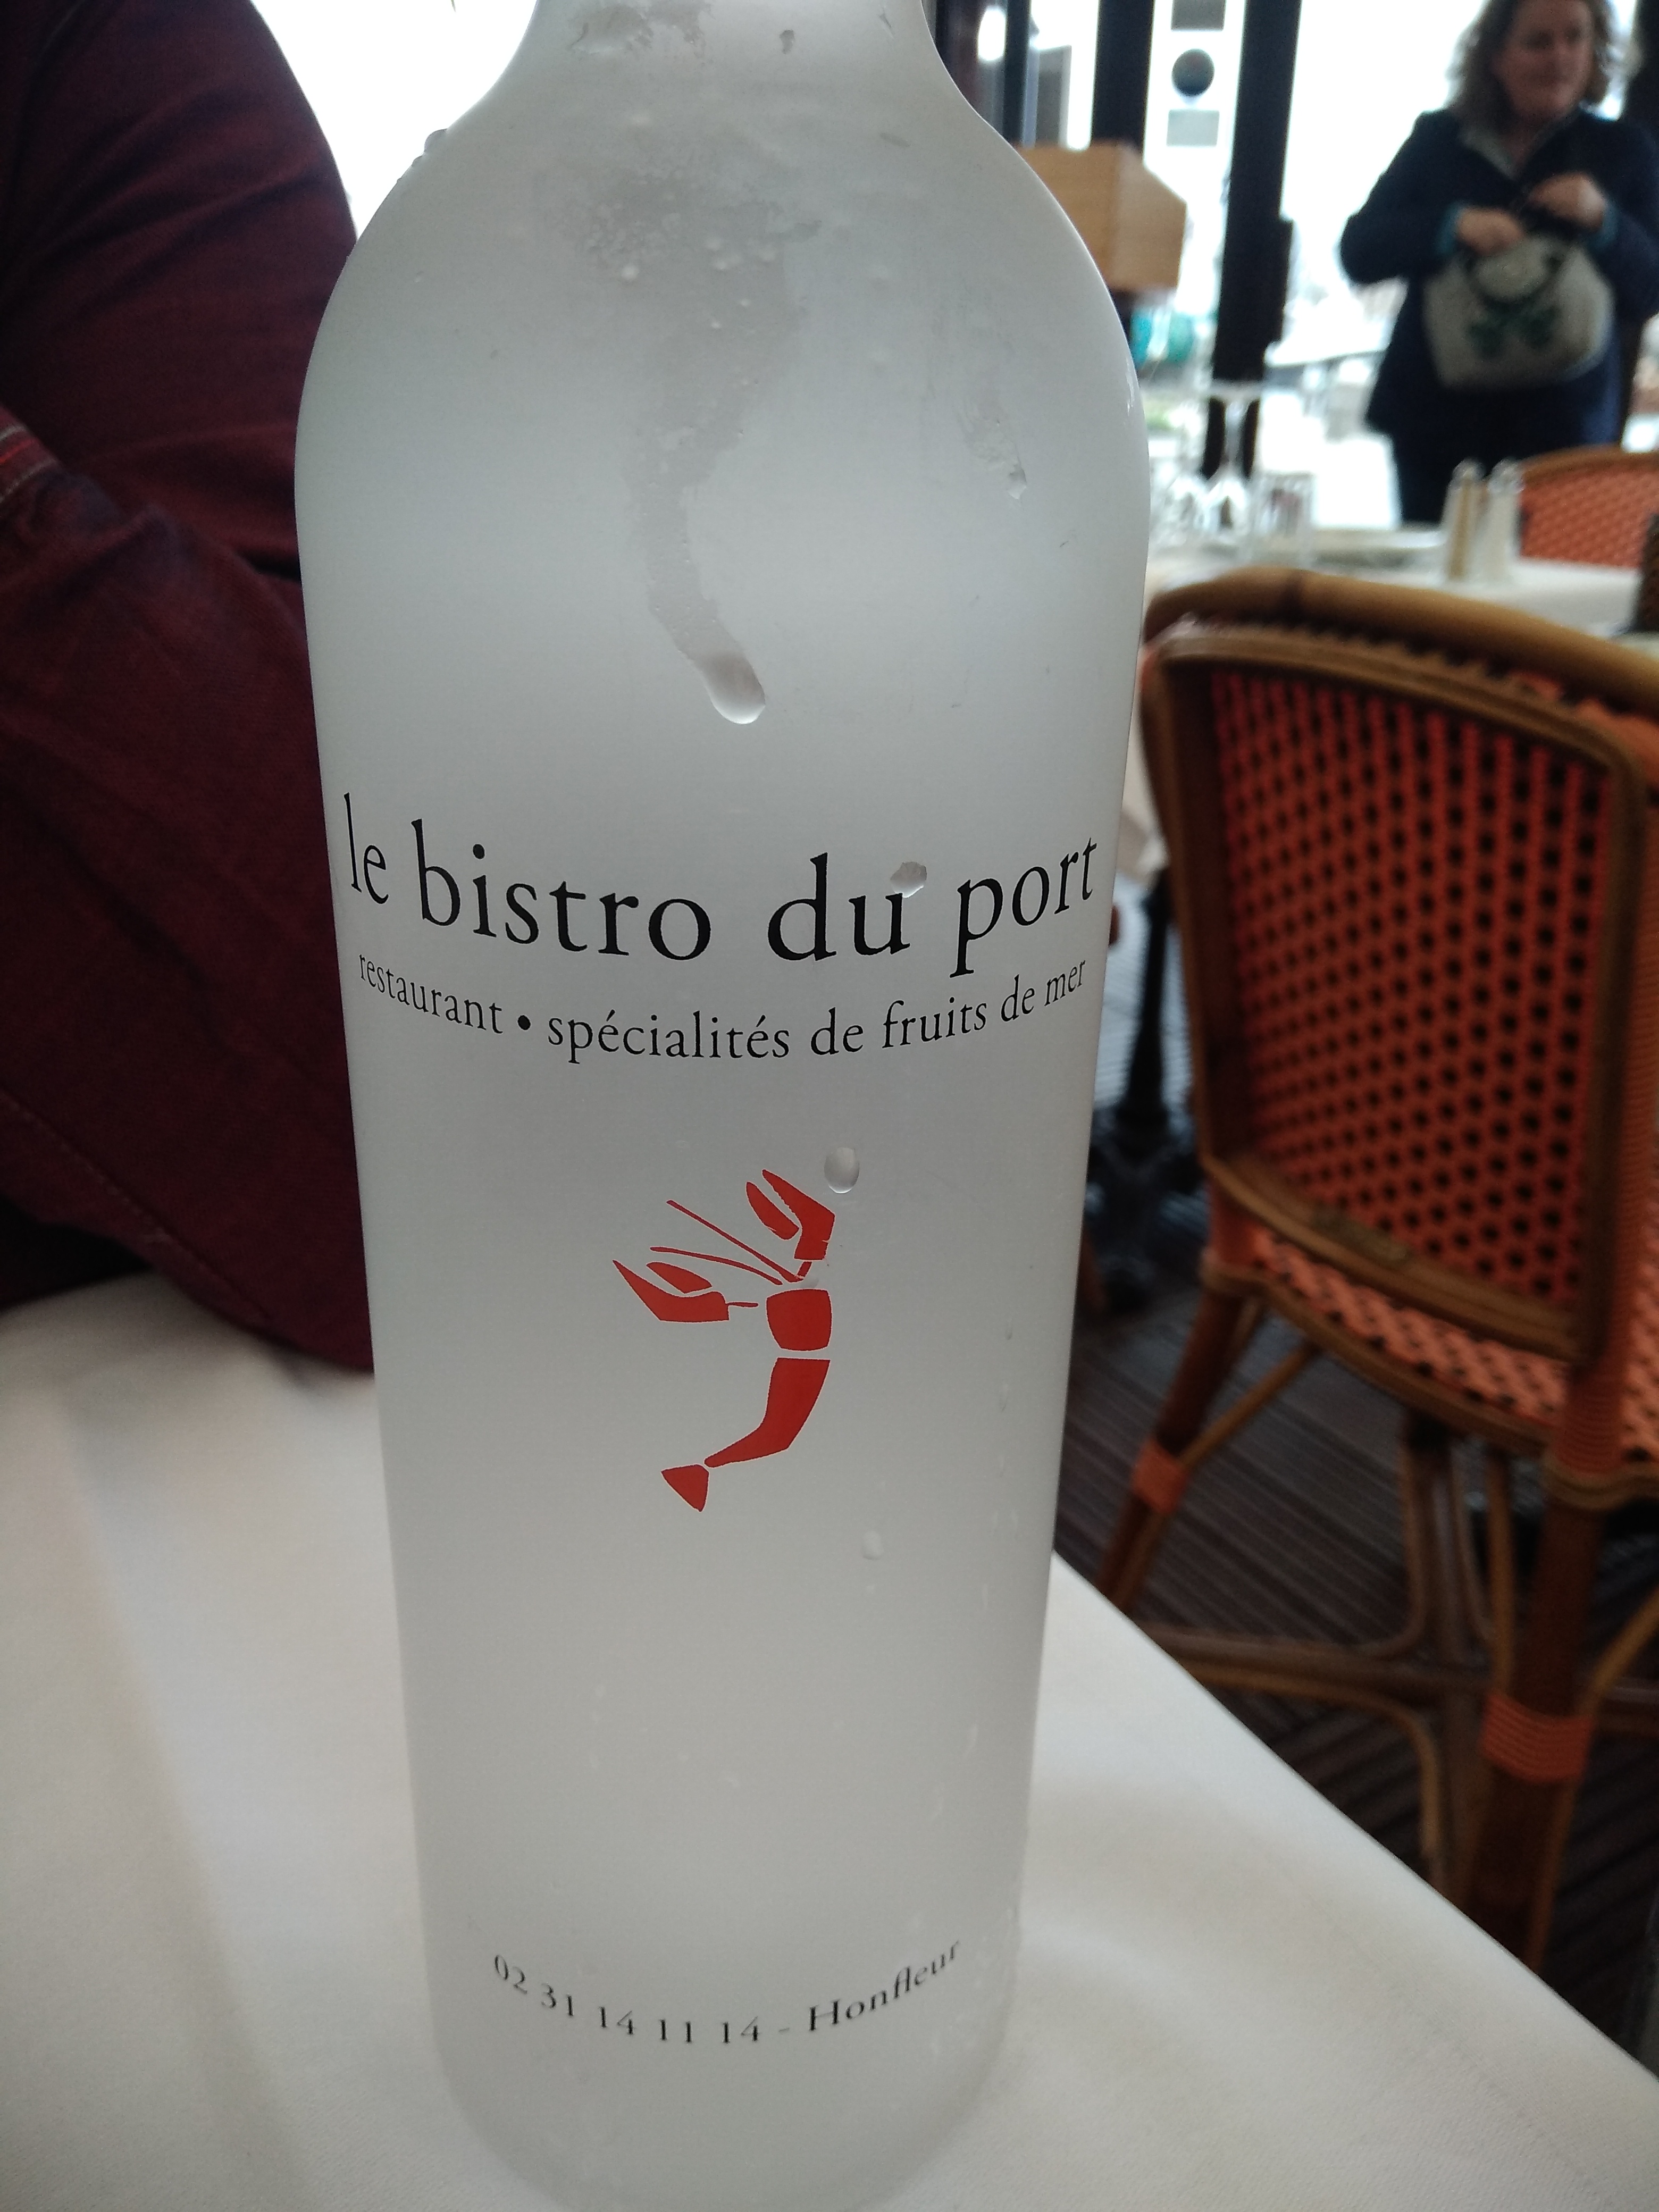 le bistro du port
restaurant • spécialités de fruits de mer
02 31 14 11 14 - Honfleur